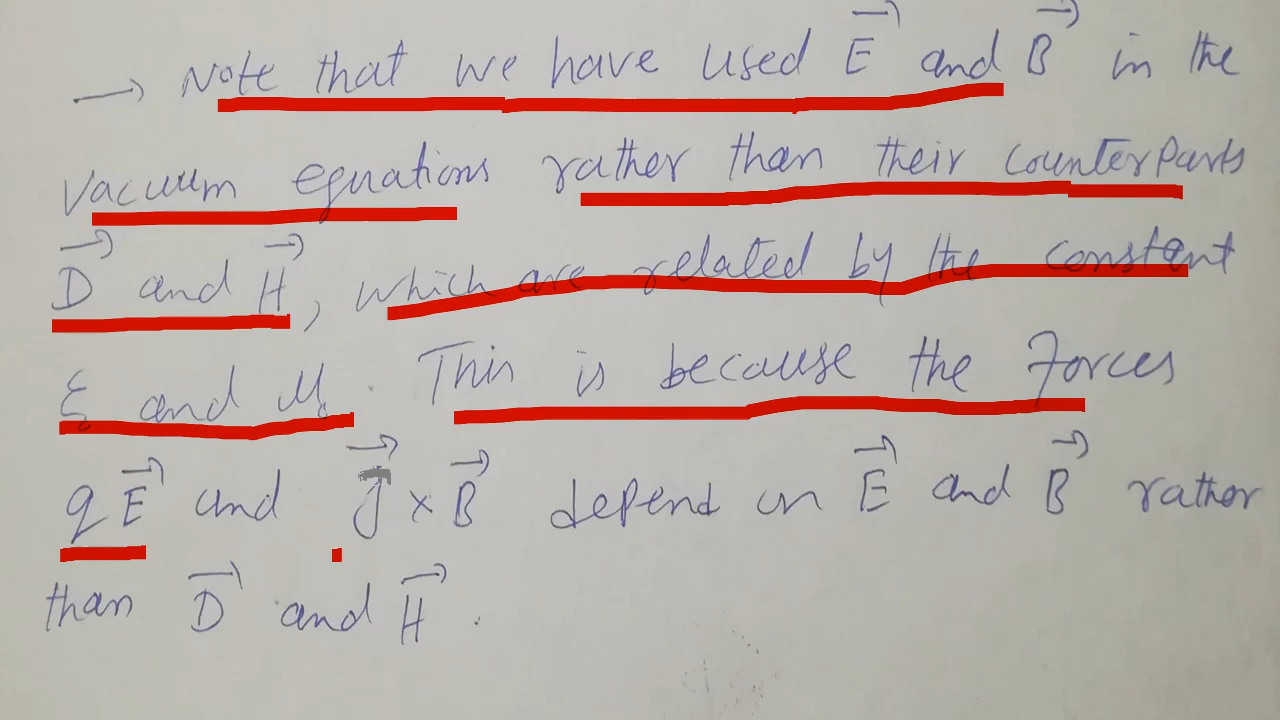 → Note that we have used E⃗ and B⃗ in the
vacuum equations rather than their counterparts
D⃗ and H⃗, which are related by the constant
ε and μ₀. This is because the Forces
qE⃗ and J⃗ × B⃗ depend on E⃗ and B⃗ rather
than D⃗ and H⃗.